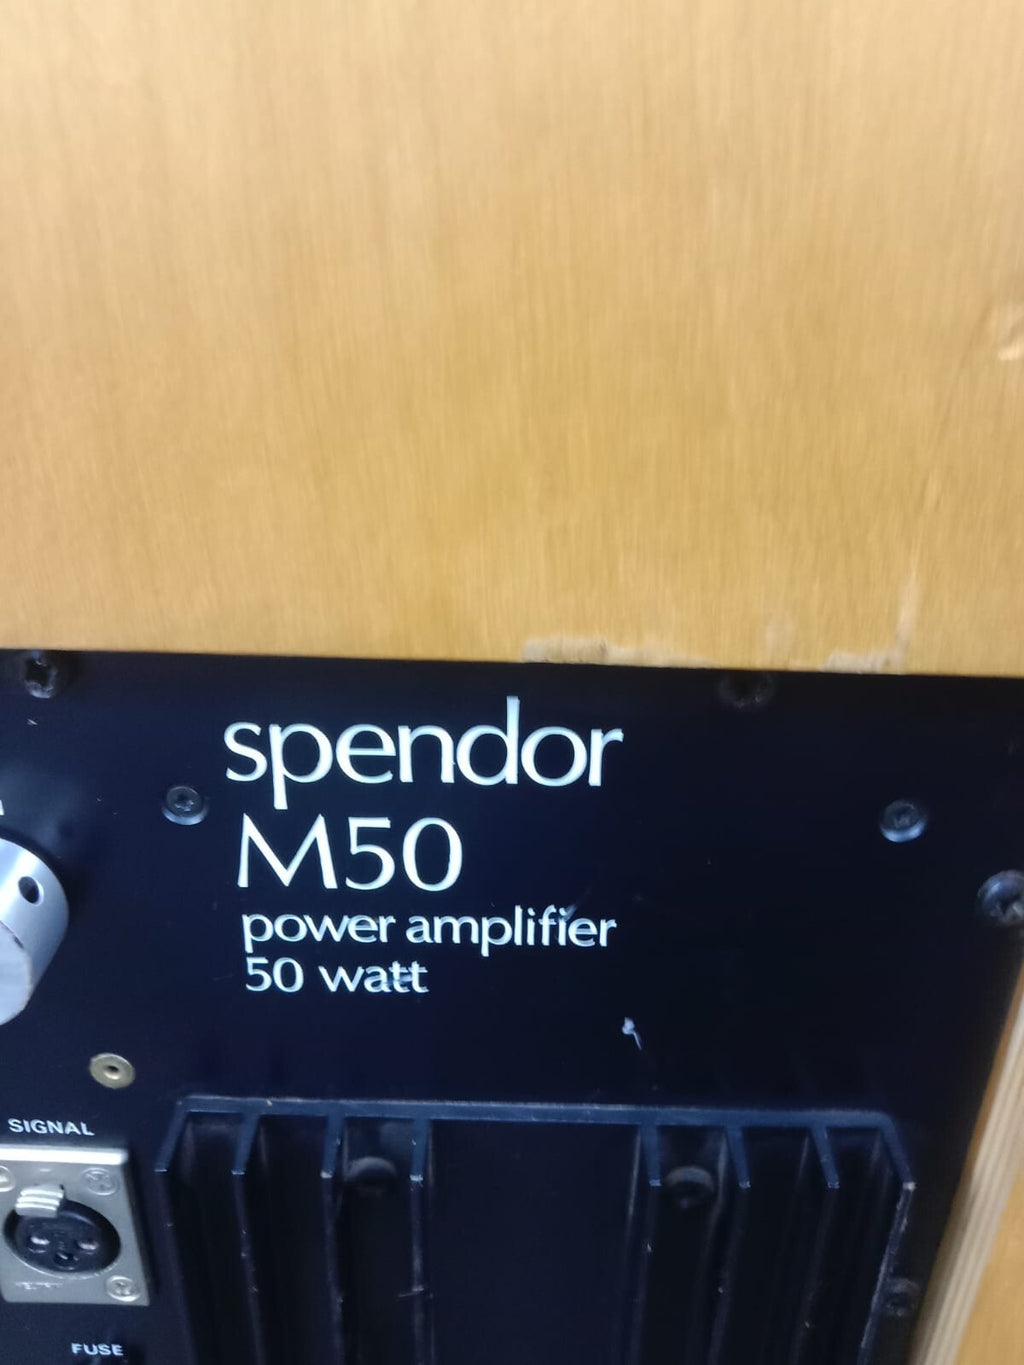 spendor
M50
power amplifier
50 watt
SIGNAL
FUSE